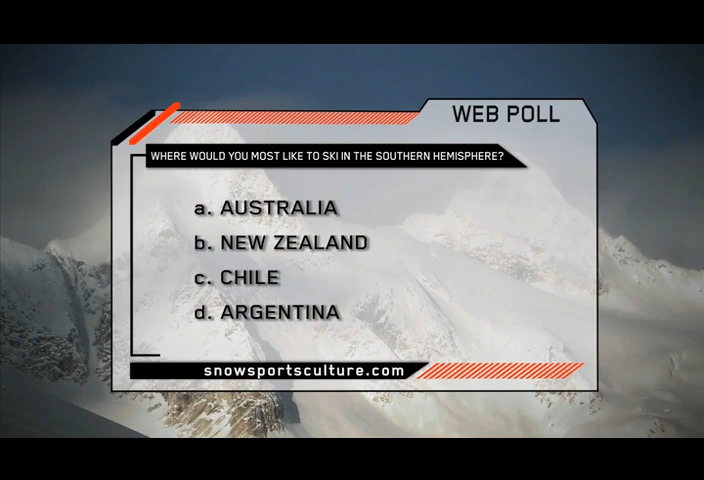 WEB POLL
WHERE WOULD YOU MOST LIKE TO SKI IN THE SOUTHERN HEMISPHERE?
a. AUSTRALIA
b. NEW ZEALAND
c. CHILE
d. ARGENTINA
snowsportsculture.com